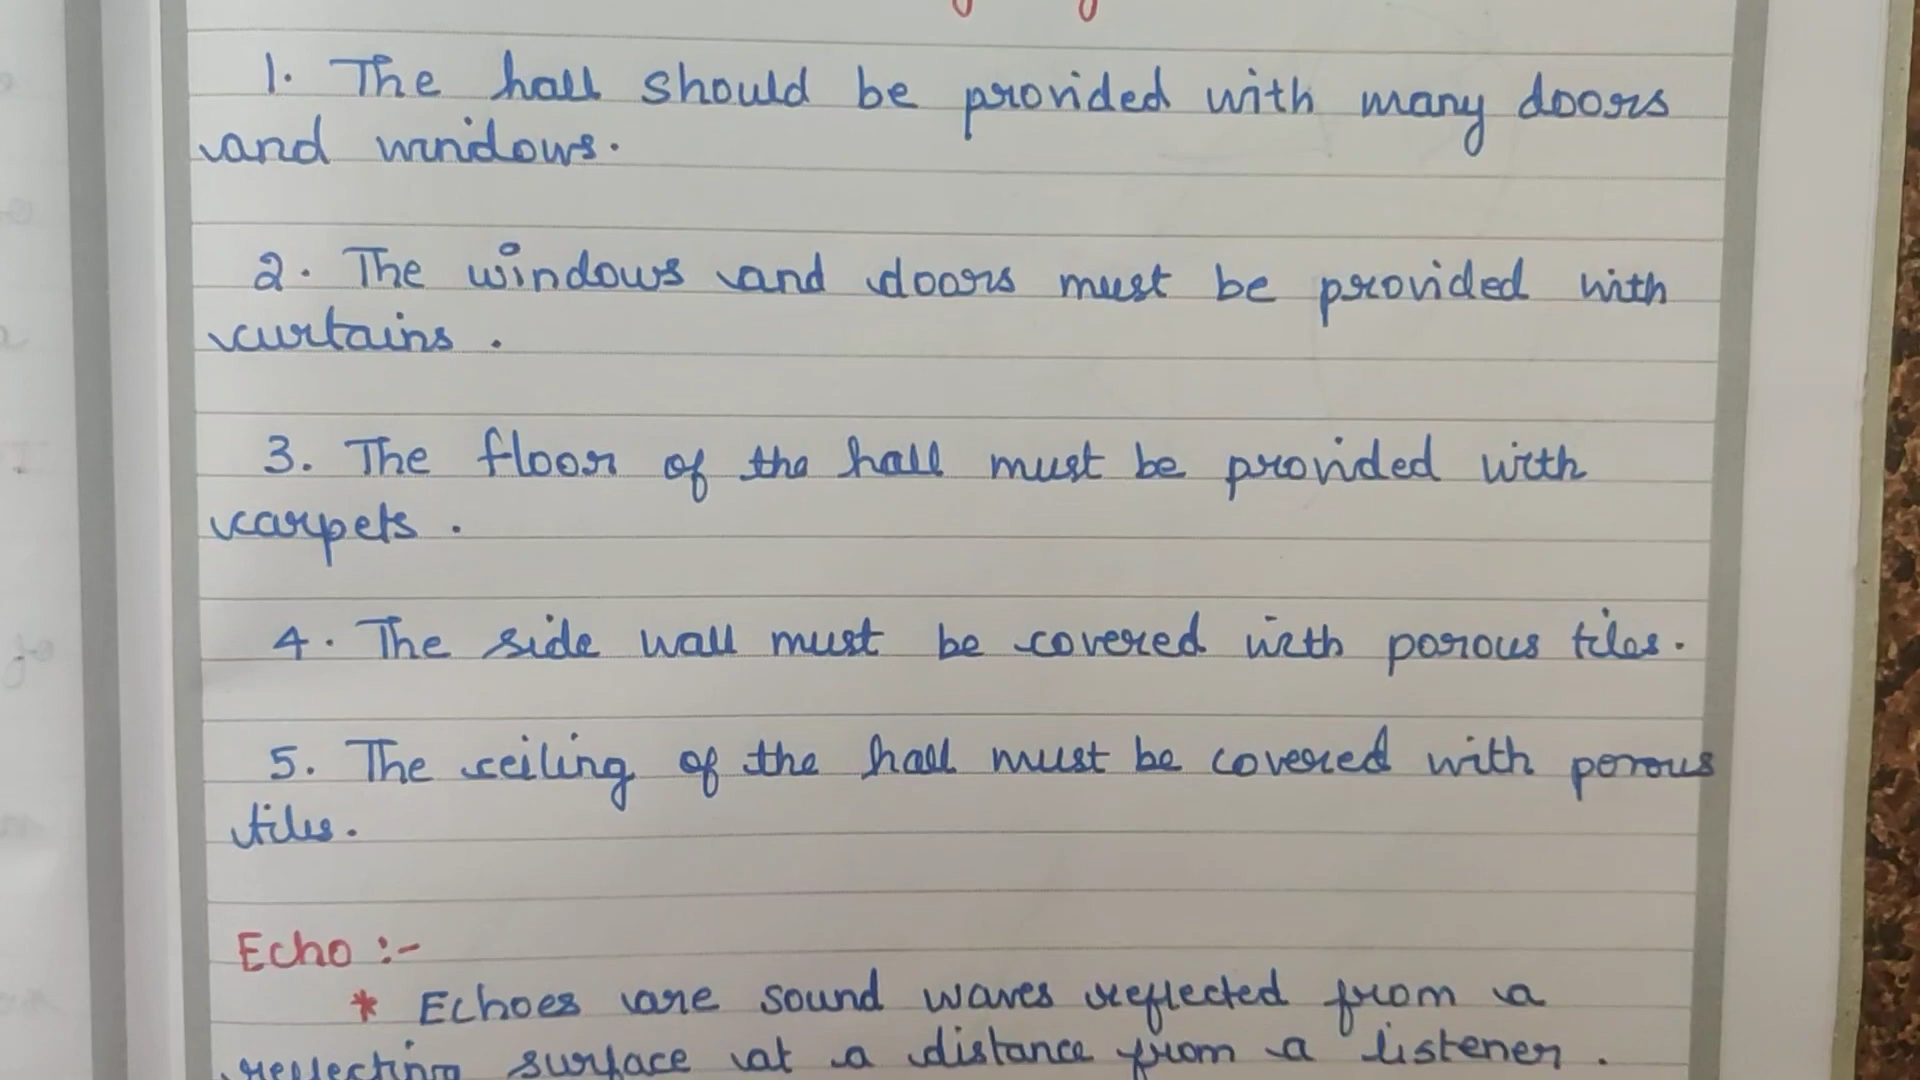 1. The hall should be provided with many doors
and windows.
2. The windows and doors must be provided with
curtains.
3. The floor of the hall must be provided with
carpets.
4. The side wall must be covered with porous tiles.
5. The ceiling of the hall must be covered with porous
tiles.
Echo :-
* Echoes are sound waves reflected from a
reflecting surface at a distance from a listener.